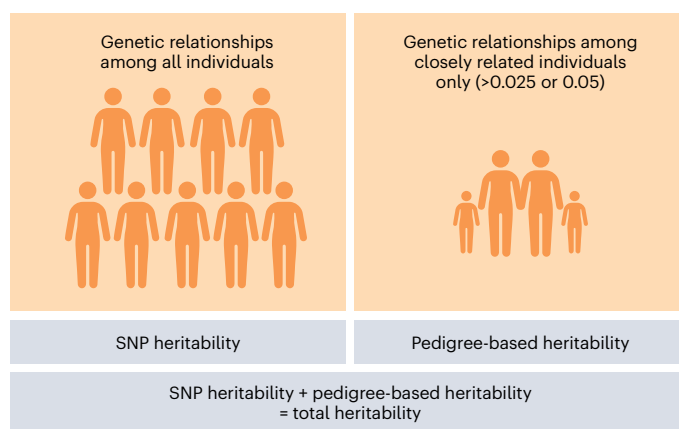 Genetic relationships
among all individuals
Genetic relationships among
closely related individuals
only (>0.025 or 0.05)
SNP heritability
Pedigree-based heritability
SNP heritability + pedigree-based heritability
= total heritability